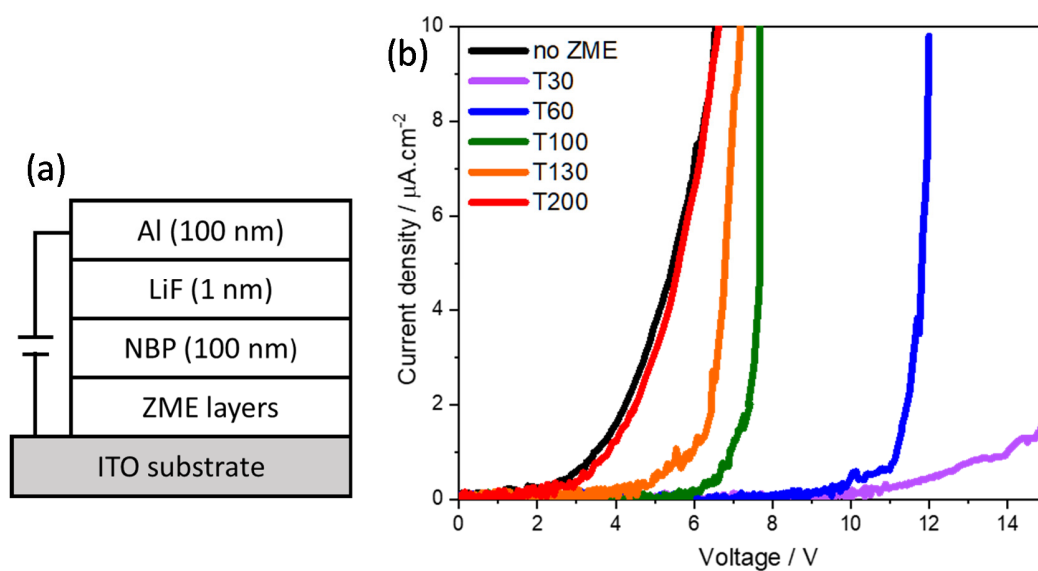 (a)
Al (100 nm)
LiF (1 nm)
NBP (100 nm)
ZME layers
ITO substrate
(b)
no ZME
T30
T60
T100
T130
T200
Current density / μA.cm-2
10
8
6
4
2
0
0 2 4 6 8 10 12 14
Voltage / V